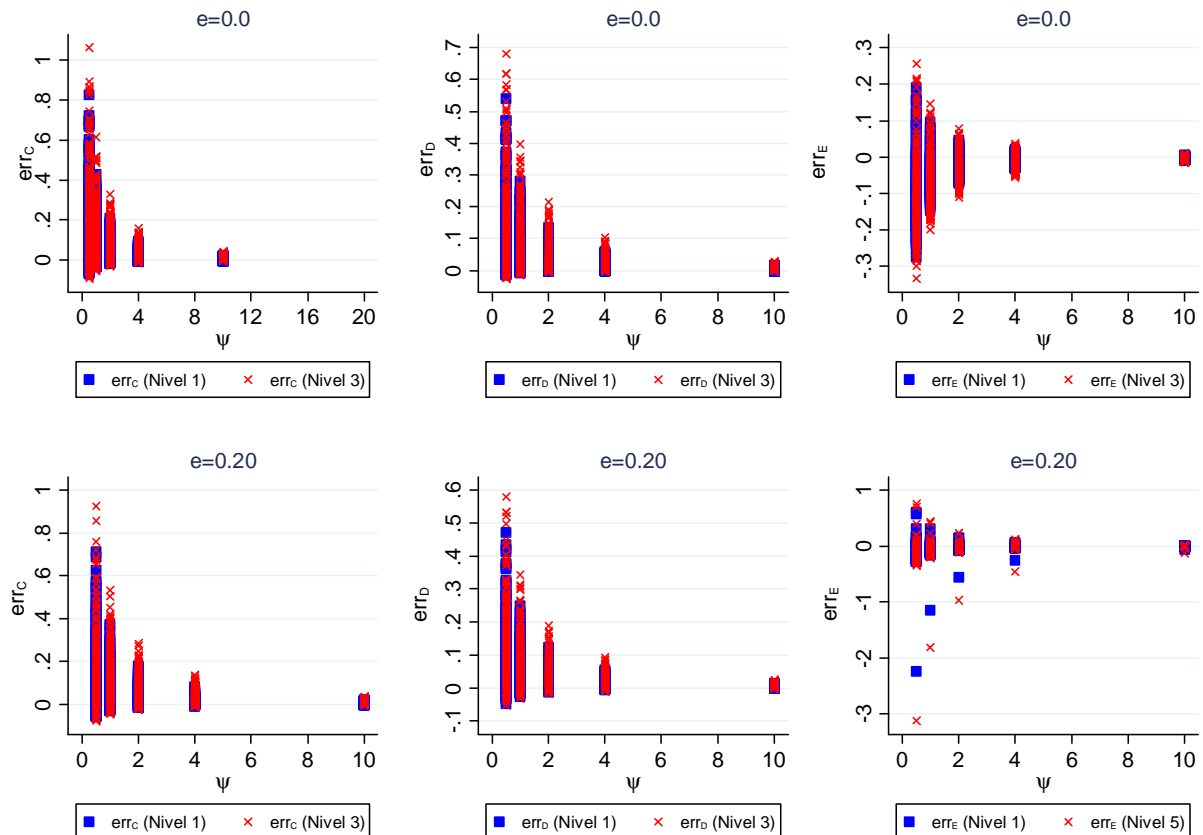 e=0.0
1
.8
.6
.4
.2
0
errC
0 4 8 12 16 20
ψ
errC (Nivel 1) errC (Nivel 3)
e=0.0
.7
.6
.5
.4
.3
.2
.1
0
errD
0 2 4 6 8 10
ψ
errD (Nivel 1) errD (Nivel 3)
e=0.0
.3
.2
.1
0
-.1
-.2
-.3
errE
0 2 4 6 8 10
ψ
errE (Nivel 1) errE (Nivel 3)
e=0.20
1
.8
.6
.4
.2
0
errC
0 2 4 6 8 10
ψ
errC (Nivel 1) errC (Nivel 3)
e=0.20
.6
.5
.4
.3
.2
.1
0
-.1
errD
0 2 4 6 8 10
ψ
errD (Nivel 1) errD (Nivel 3)
e=0.20
1
0
-1
-2
-3
errE
0 2 4 6 8 10
ψ
errE (Nivel 1) errE (Nivel 5)